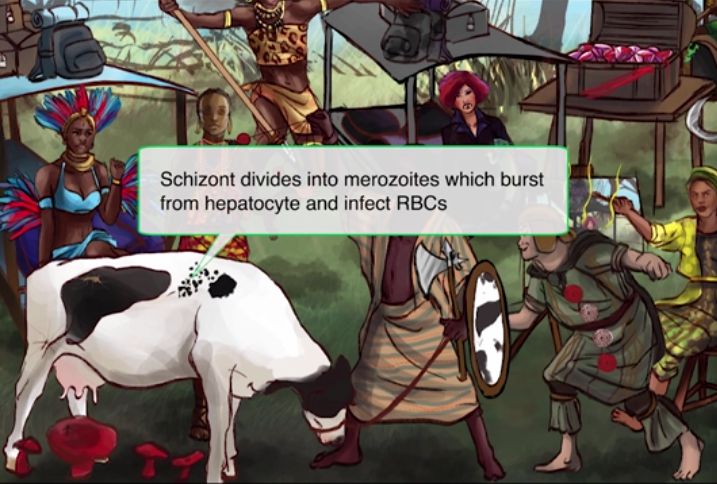 Schizont divides into merozoites which burst
from hepatocyte and infect RBCs